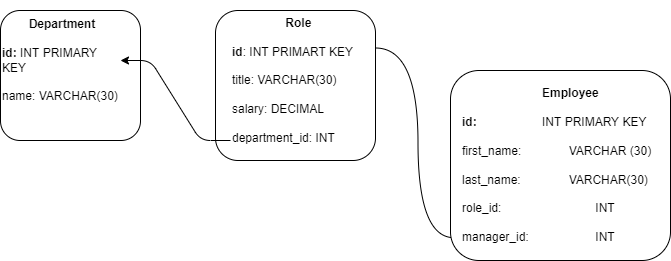 Department
id: INT PRIMARY
KEY
name: VARCHAR(30)
Role
id: INT PRIMART KEY
title: VARCHAR(30)
salary: DECIMAL
department_id: INT
Employee
id: INT PRIMARY KEY
first_name: VARCHAR (30)
last_name: VARCHAR(30)
role_id: INT
manager_id: INT